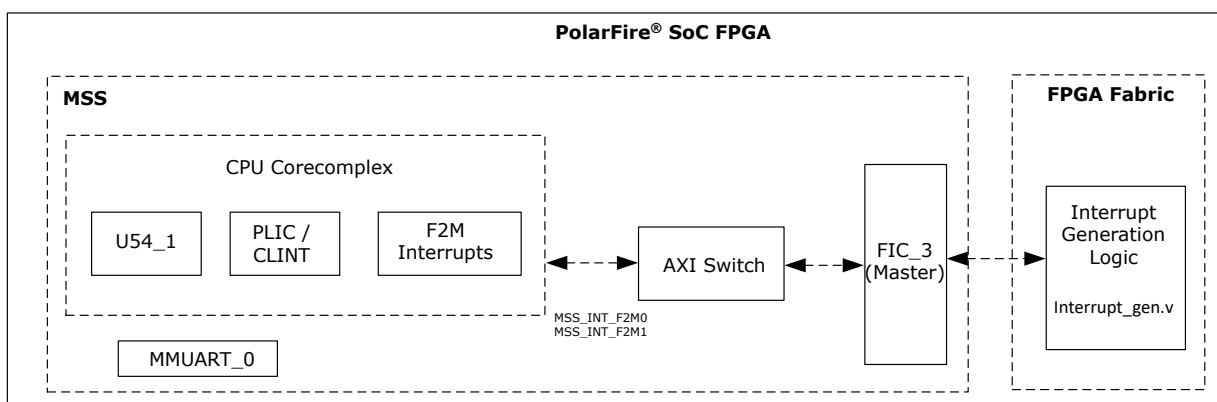 PolarFire® SoC FPGA
MSS
FPGA Fabric
CPU Corecomplex
U54_1
PLIC /
CLINT
F2M
Interrupts
AXI Switch
FIC_3
(Master)
Interrupt
Generation
Logic
Interrupt_gen.v
MSS_INT_F2M0
MSS_INT_F2M1
MMUART_0